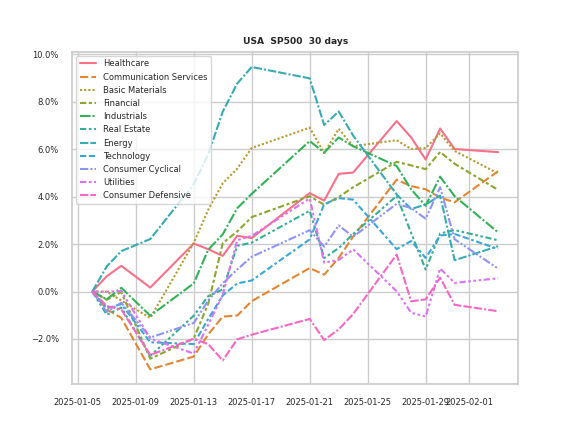 USA SP500 30 days
10.0%
8.0%
6.0%
4.0%
2.0%
0.0%
−2.0%
Healthcare
Communication Services
Basic Materials
Financial
Industrials
Real Estate
Energy
Technology
Consumer Cyclical
Utilities
Consumer Defensive
2025-01-05 2025-01-09 2025-01-13 2025-01-17 2025-01-21 2025-01-25 2025-01-29 2025-02-01